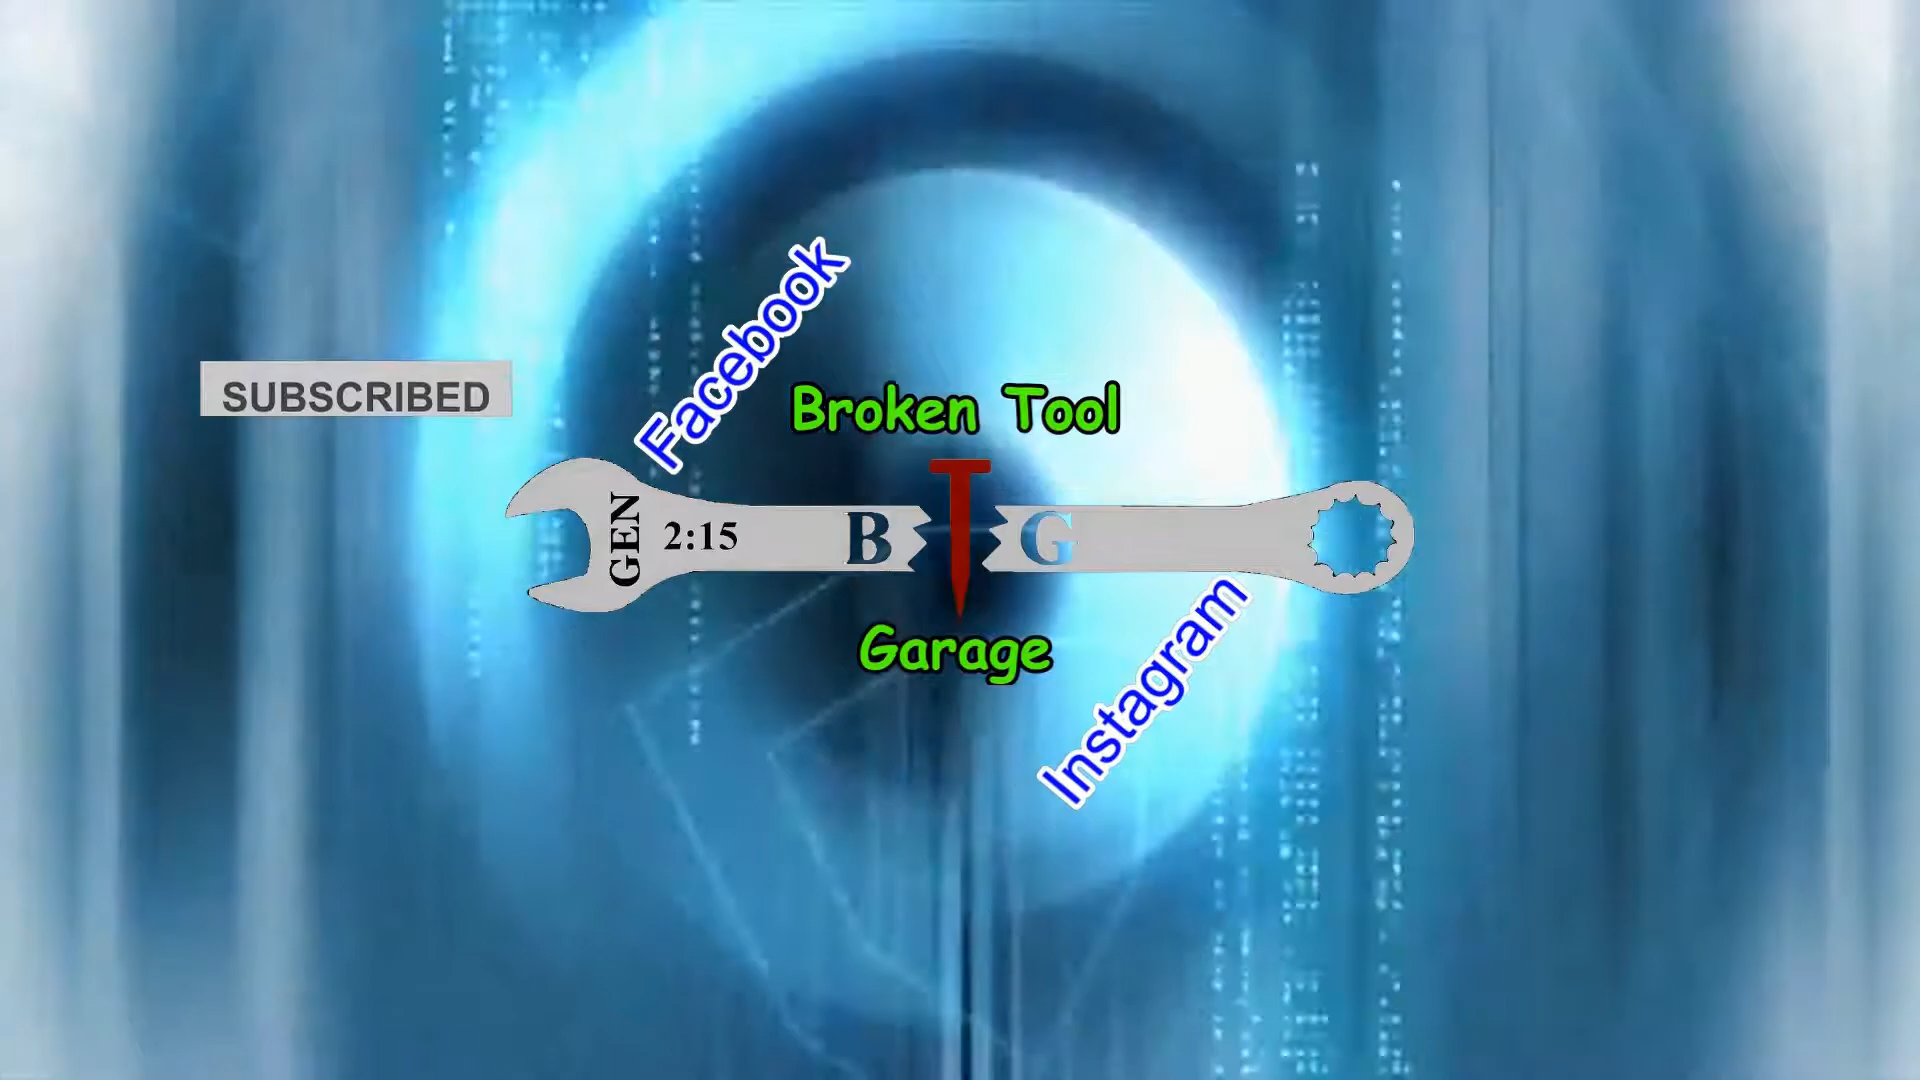 Facebook
SUBSCRIBED
Broken Tool
GEN 2:15 B T G
Garage
Instagram